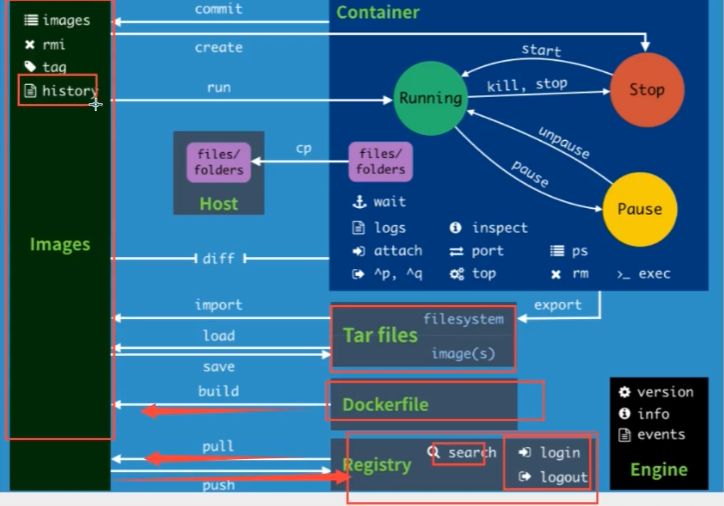 images
rmi
tag
history
Images
commit
create
run
Container
start
kill, stop
Running
Stop
unpause
pause
Pause
files/
folders
cp
files/
folders
Host
wait
logs
inspect
attach
port
ps
^p, ^q
top
rm
>_ exec
diff
import
export
filesystem
Tar files
load
image(s)
save
build
Dockerfile
version
info
events
Engine
pull
search
login
Registry
logout
push